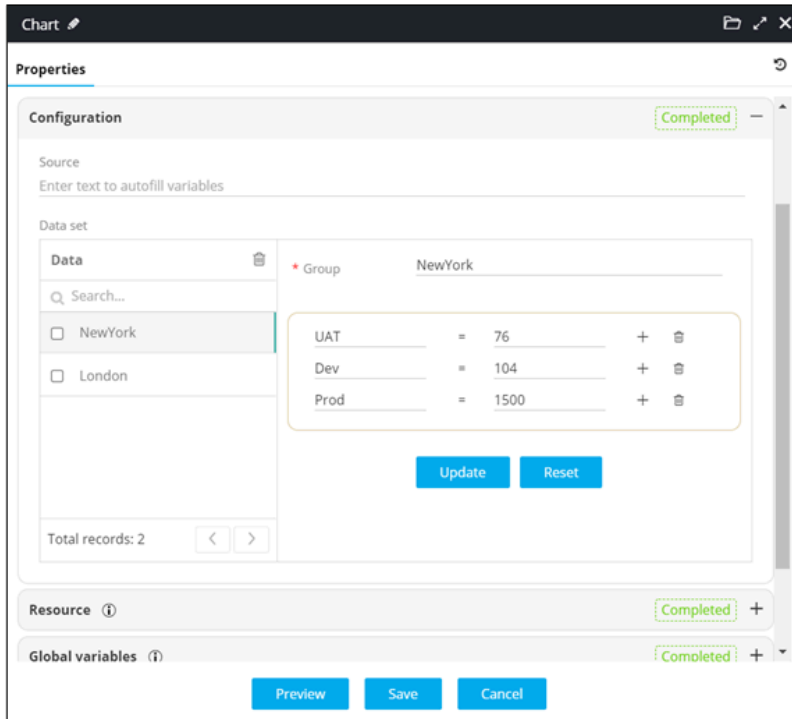 Chart
Properties
Configuration Completed
Source
Enter text to autofill variables
Data set
Data
* Group NewYork
Search...
NewYork
London
UAT = 76
Dev = 104
Prod = 1500
Update Reset
Total records: 2
Resource Completed
Global variables Completed
Preview Save Cancel